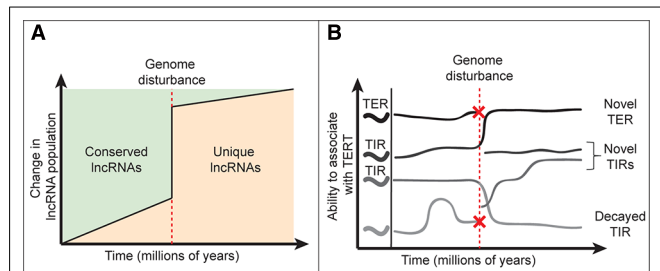 A
Genome
disturbance
Change in
lncRNA population
Conserved
lncRNAs
Unique
lncRNAs
Time (millions of years)
B
Genome
disturbance
Ability to associate
with TERT
TER
TIR
TIR
Novel
TER
Novel
TIRs
Decayed
TIR
Time (millions of years)